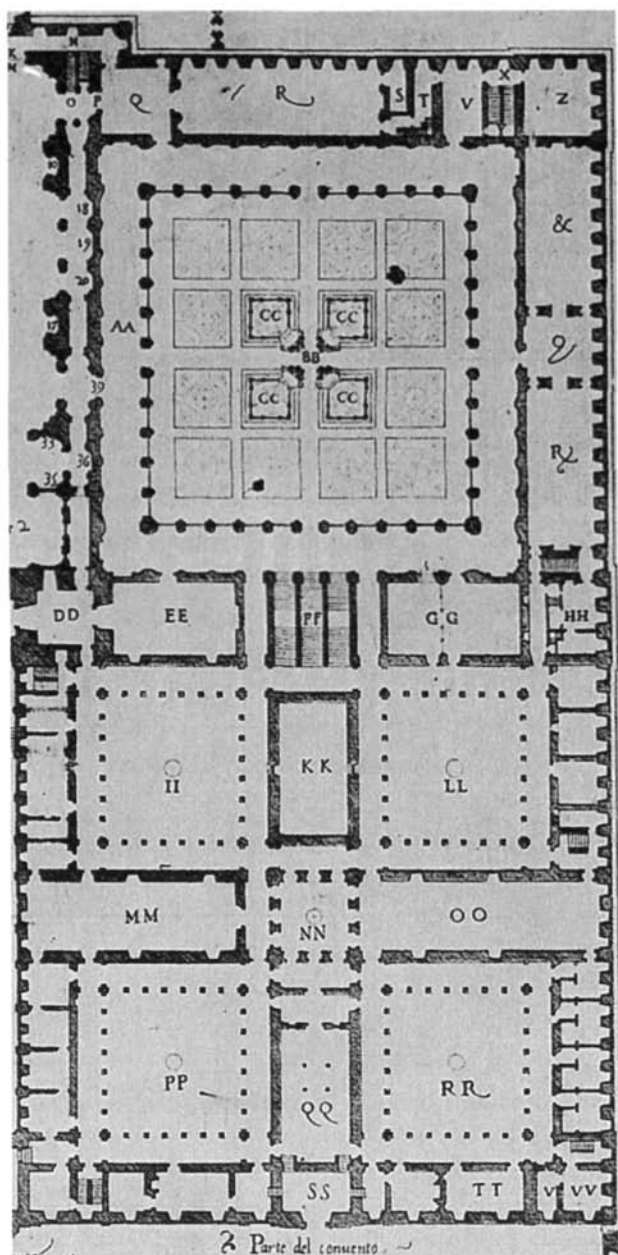 N
O P Q R S T V X Z
18
19
&
20
AA
CC CC
Q
BB
39
CC CC
R
33
36
35
DD EE FF GG HH
II KK LL
MM NN OO
PP RR
QQ
SS TT V VV
Parte del conuento.